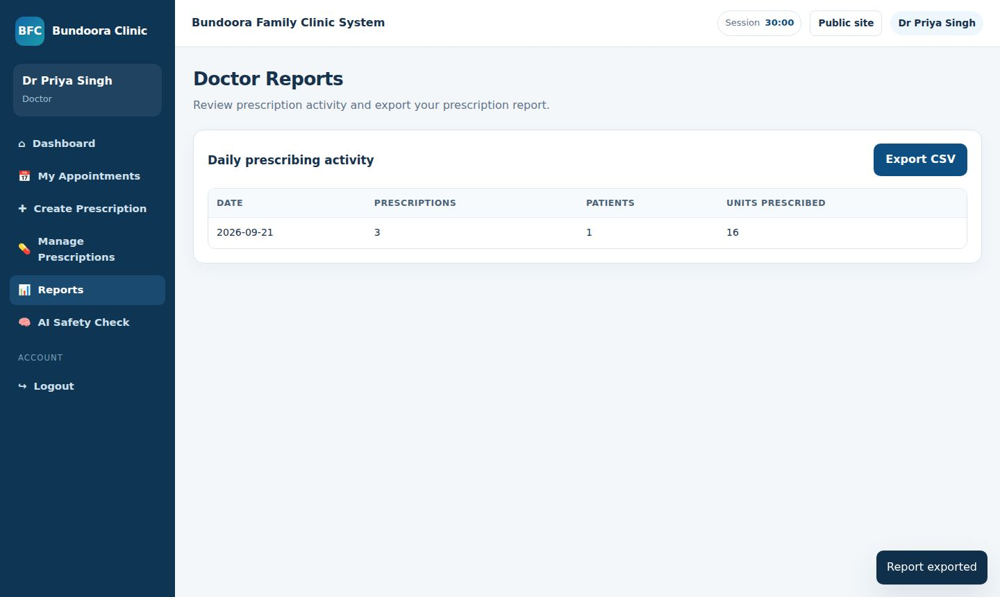 BFC Bundoora Clinic
Dr Priya Singh
Doctor
Dashboard
My Appointments
Create Prescription
Manage
Prescriptions
Reports
AI Safety Check
ACCOUNT
Logout
Bundoora Family Clinic System
Session 30:00
Public site
Dr Priya Singh
Doctor Reports
Review prescription activity and export your prescription report.
Daily prescribing activity
Export CSV
DATE PRESCRIPTIONS PATIENTS UNITS PRESCRIBED
2026-09-21 3 1 16
Report exported